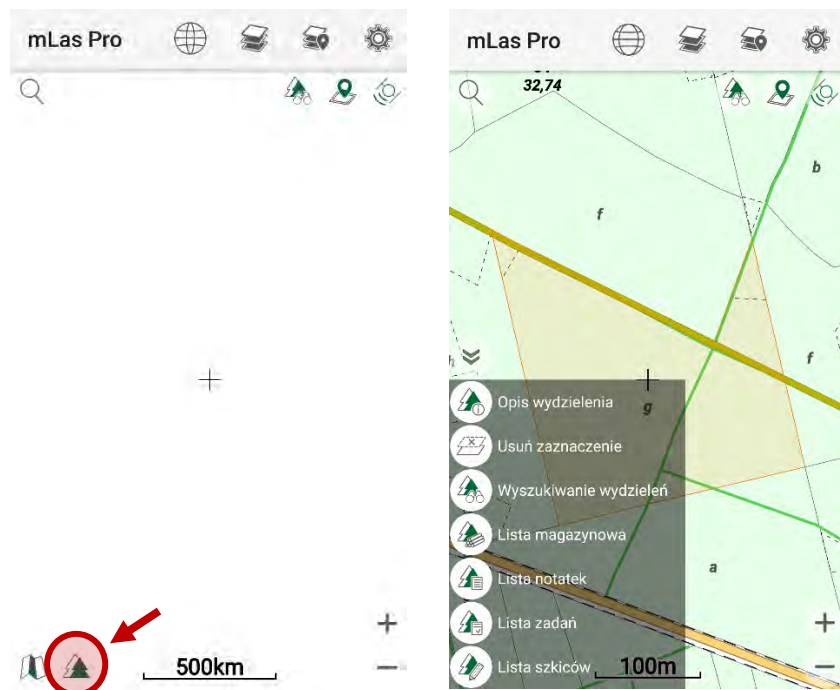 mLas Pro
500km
+
−
mLas Pro
32,74
b
f
f
h
g
Opis wydzielenia
Usuń zaznaczenie
Wyszukiwanie wydzieleń
Lista magazynowa
Lista notatek
a
Lista zadań
Lista szkiców
100m
+
−